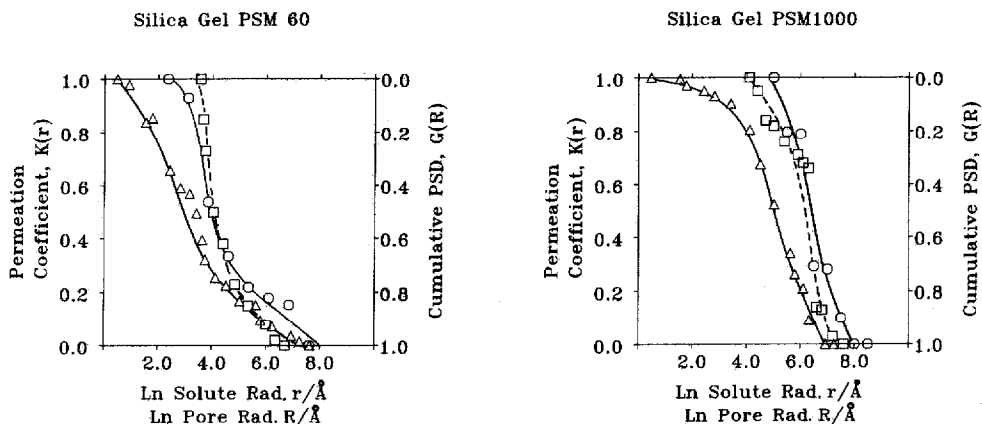 Silica Gel PSM 60
1.0
0.8
0.6
0.4
0.2
0.0
Permeation
Coefficient, K(r)
0.0
0.2
0.4
0.6
0.8
1.0
Cumulative PSD, G(R)
2.0 4.0 6.0 8.0
Ln Solute Rad. r/Å
Ln Pore Rad. R/Å
Silica Gel PSM1000
1.0
0.8
0.6
0.4
0.2
0.0
Permeation
Coefficient, K(r)
0.0
0.2
0.4
0.6
0.8
1.0
Cumulative PSD, G(R)
2.0 4.0 6.0 8.0
Ln Solute Rad. r/Å
Ln Pore Rad. R/Å